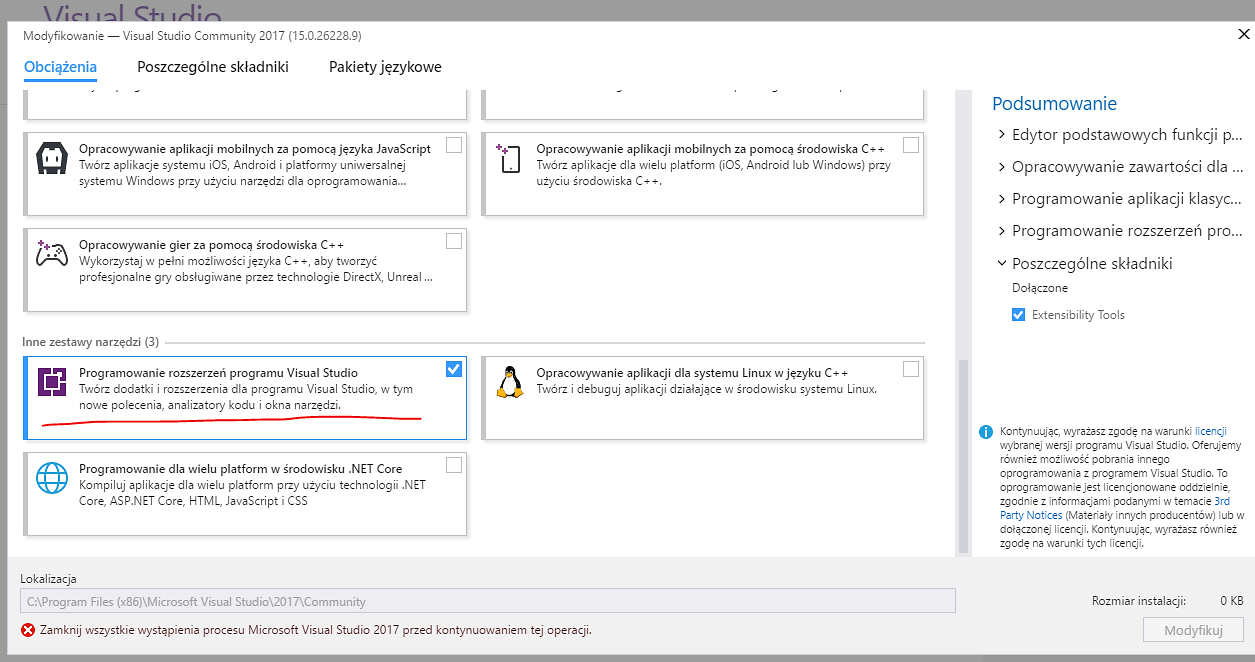 Visual Studio
Modyfikowanie — Visual Studio Community 2017 (15.0.26228.9)
Obciążenia
Poszczególne składniki
Pakiety językowe
Opracowywanie aplikacji mobilnych za pomocą języka JavaScript
Twórz aplikacje systemu iOS, Android i platformy uniwersalnej
systemu Windows przy użyciu narzędzi dla oprogramowania...
Opracowywanie aplikacji mobilnych za pomocą środowiska C++
Twórz aplikacje dla wielu platform (iOS, Android lub Windows) przy
użyciu środowiska C++.
Opracowywanie gier za pomocą środowiska C++
Wykorzystaj w pełni możliwości języka C++, aby tworzyć
profesjonalne gry obsługiwane przez technologie DirectX, Unreal ...
Inne zestawy narzędzi (3)
Programowanie rozszerzeń programu Visual Studio
Twórz dodatki i rozszerzenia dla programu Visual Studio, w tym
nowe polecenia, analizatory kodu i okna narzędzi.
Opracowywanie aplikacji dla systemu Linux w języku C++
Twórz i debuguj aplikacji działające w środowisku systemu Linux.
Programowanie dla wielu platform w środowisku .NET Core
Kompiluj aplikacje dla wielu platform przy użyciu technologii .NET
Core, ASP.NET Core, HTML, JavaScript i CSS
Podsumowanie
Edytor podstawowych funkcji p...
Opracowywanie zawartości dla ...
Programowanie aplikacji klasyc...
Programowanie rozszerzeń pro...
Poszczególne składniki
Dołączone
Extensibility Tools
Kontynuując, wyrażasz zgodę na warunki licencji
wybranej wersji programu Visual Studio. Oferujemy
również możliwość pobrania innego
oprogramowania z programem Visual Studio. To
oprogramowanie jest licencjonowane oddzielnie,
zgodnie z informacjami podanymi w temacie 3rd
Party Notices (Materiały innych producentów) lub w
dołączonej licencji. Kontynuując, wyrażasz również
zgodę na warunki tych licencji.
Lokalizacja
C:\Program Files (x86)\Microsoft Visual Studio\2017\Community
Zamknij wszystkie wystąpienia procesu Microsoft Visual Studio 2017 przed kontynuowaniem tej operacji.
Rozmiar instalacji: 0 KB
Modyfikuj